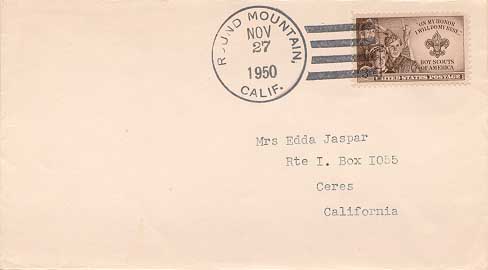 ROUND MOUNTAIN,
NOV
27
1950
CALIF.
"ON MY HONOR
I WILL DO MY BEST"
BOY SCOUTS
OF AMERICA
3¢
UNITED STATES POSTAGE
Mrs Edda Jaspar
Rte I. Box I055
Ceres
California